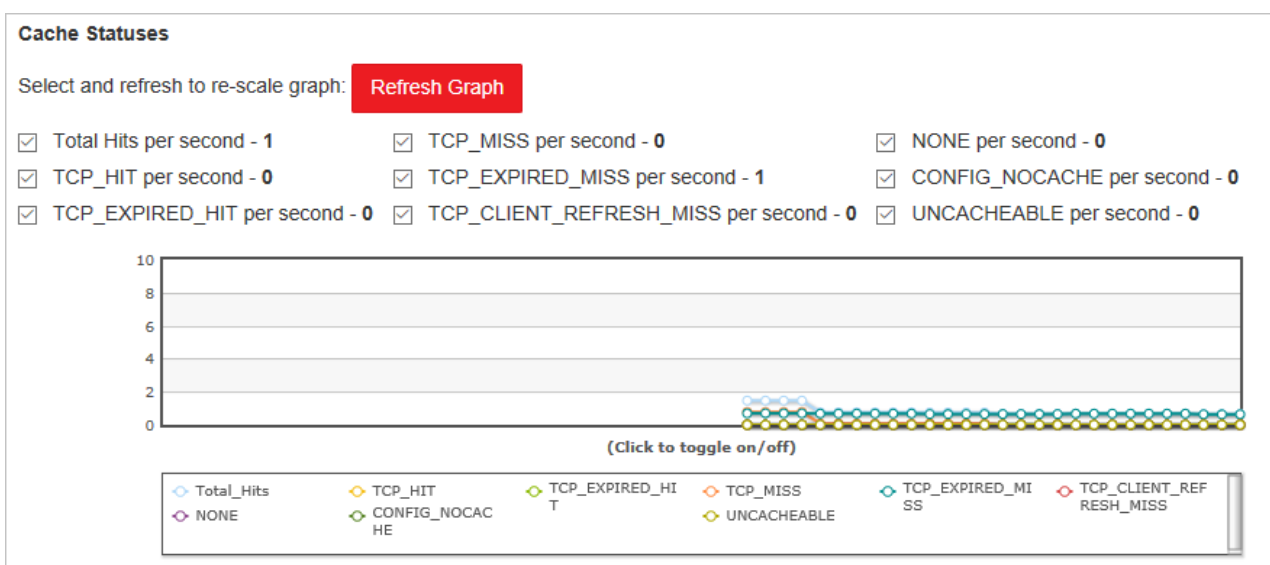 Cache Statuses
Select and refresh to re-scale graph: Refresh Graph
Total Hits per second - 1 TCP_MISS per second - 0 NONE per second - 0
TCP_HIT per second - 0 TCP_EXPIRED_MISS per second - 1 CONFIG_NOCACHE per second - 0
TCP_EXPIRED_HIT per second - 0 TCP_CLIENT_REFRESH_MISS per second - 0 UNCACHEABLE per second - 0
10
8
6
4
2
0
(Click to toggle on/off)
Total_Hits TCP_HIT TCP_EXPIRED_HI TCP_MISS TCP_EXPIRED_MI TCP_CLIENT_REF
T SS RESH_MISS
NONE CONFIG_NOCAC UNCACHEABLE
HE